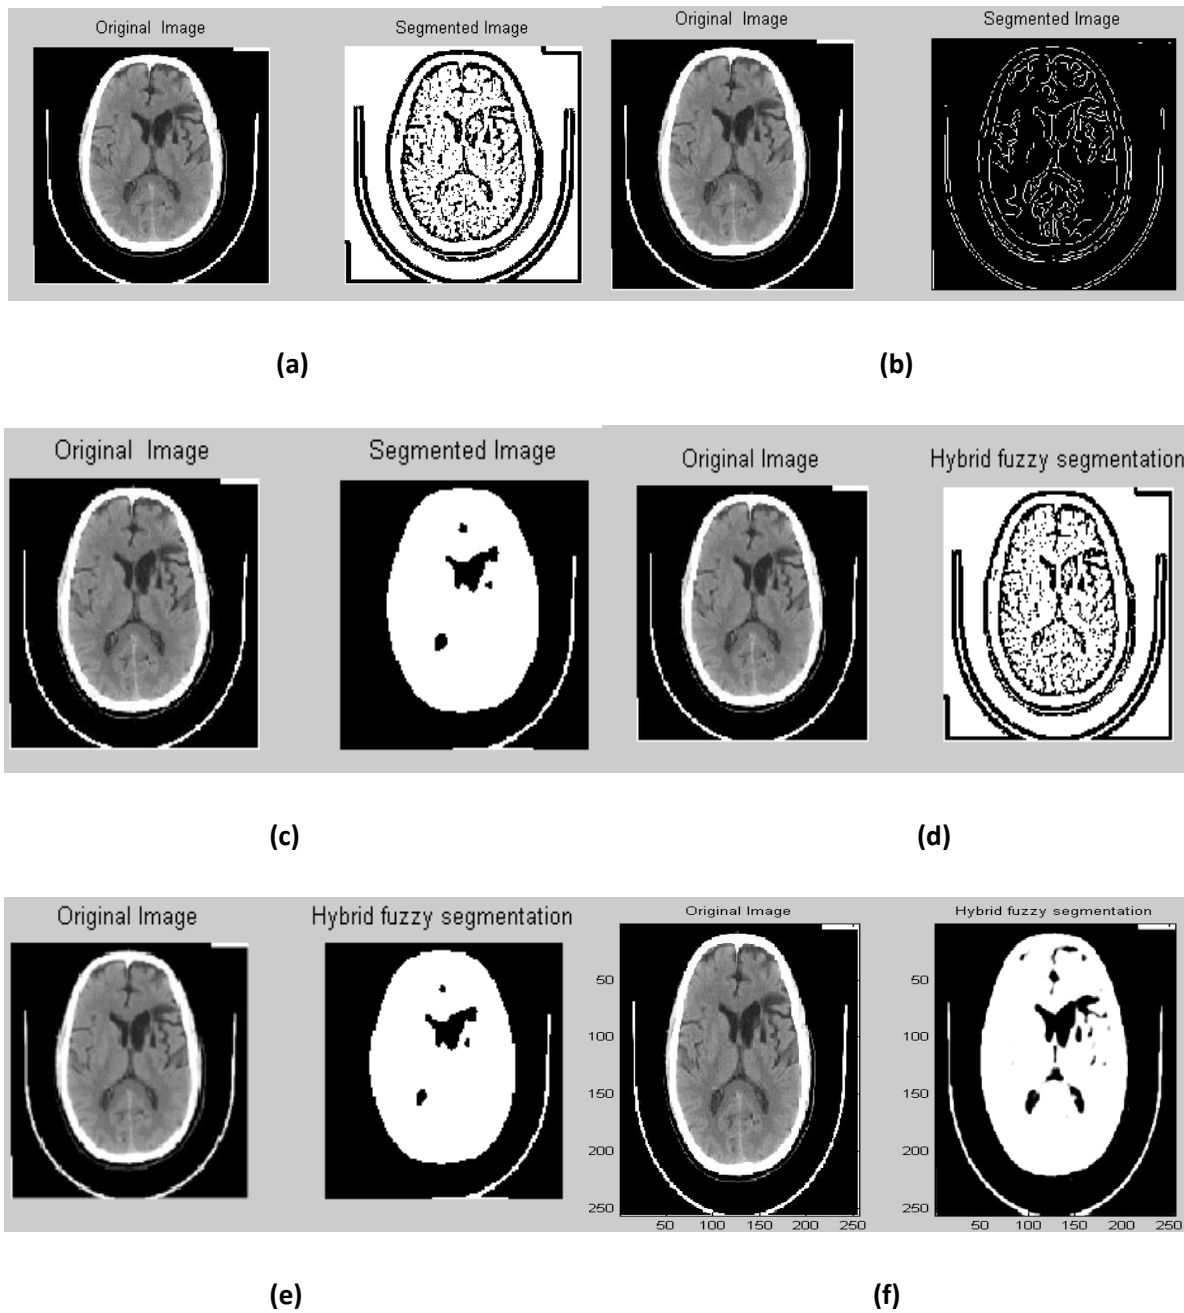 Original  Image
Segmented Image
Original  Image
Segmented Image
(a)
(b)
Original  Image
Segmented Image
Original Image
Hybrid fuzzy segmentation
(c)
(d)
Original Image
Hybrid fuzzy segmentation
Original Image
Hybrid fuzzy segmentation
50
100
150
200
250
50 100 150 200 250
50
100
150
200
250
50 100 150 200 250
(e)
(f)